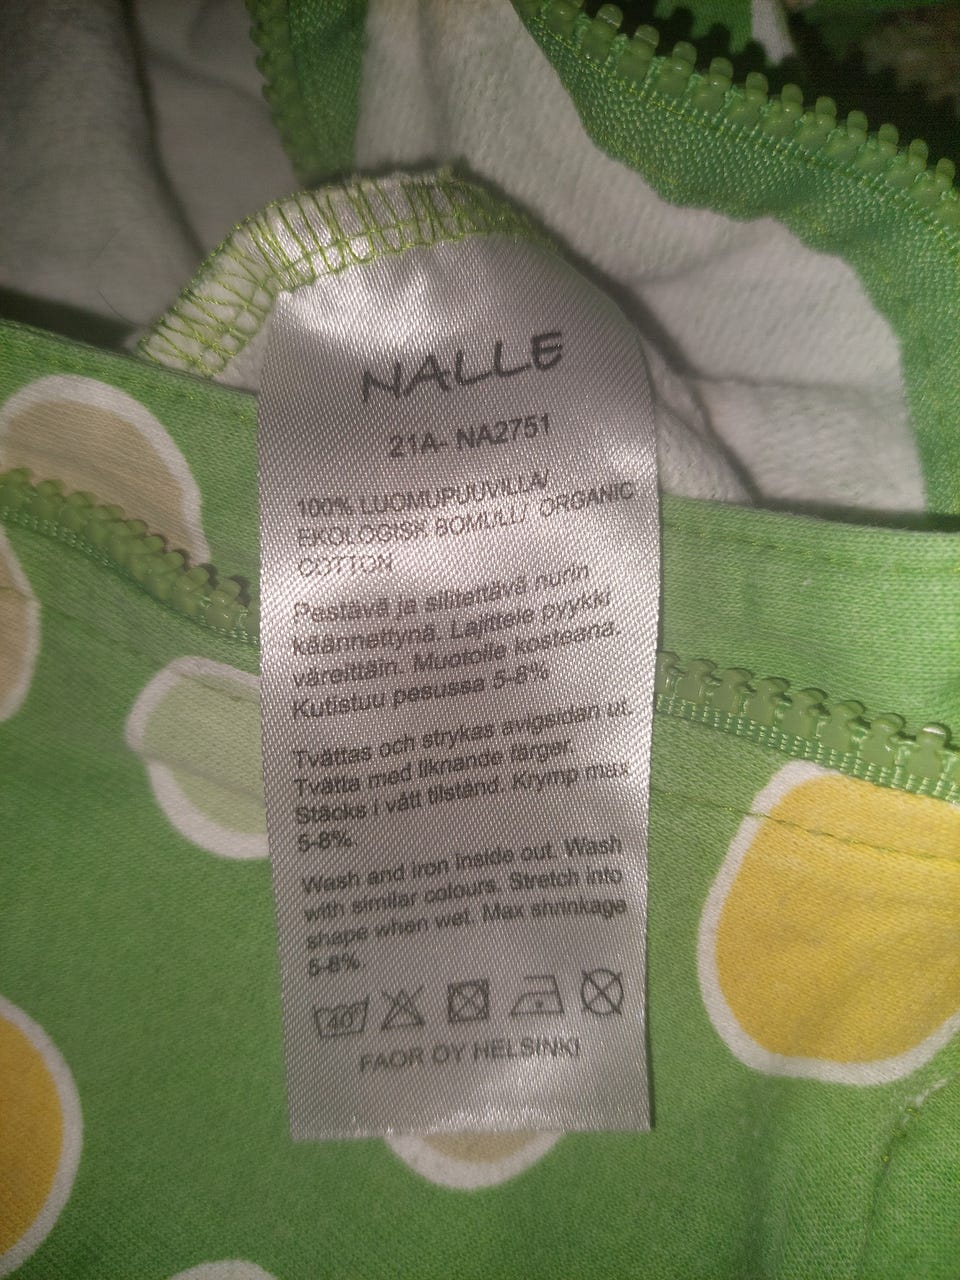 NALLE
21A- NA2751
100% LUOMUPUUVILLA/
EKOLOGISK BOMULL/ ORGANIC
COTTON
Pestävä ja silitettävä nurin
käännettynä. Lajittele pyykki
väreittäin. Muotoile kosteana.
Kutistuu pesussa 5-8%
Tvättas och strykas avigsidan ut.
Tvätta med liknande färger.
Stäcks i vått tilstånd. Krymp max
5-8%.
Wash and iron inside out. Wash
with similar colours. Stretch into
shape when wet. Max shrinkage
5-8%.
40°
FAOR OY HELSINKI